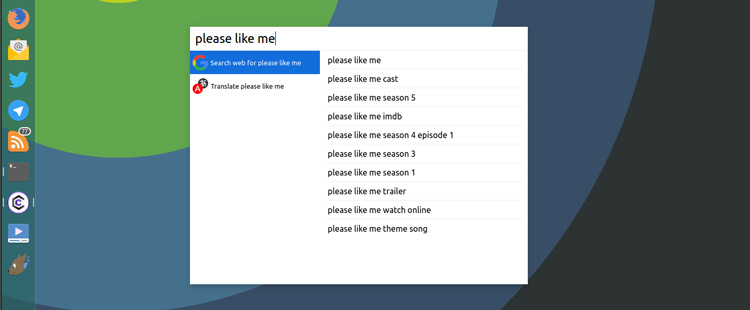 please like me
Search web for please like me
Translate please like me
please like me
please like me cast
please like me season 5
please like me imdb
please like me season 4 episode 1
please like me season 3
please like me season 1
please like me trailer
please like me watch online
please like me theme song
77